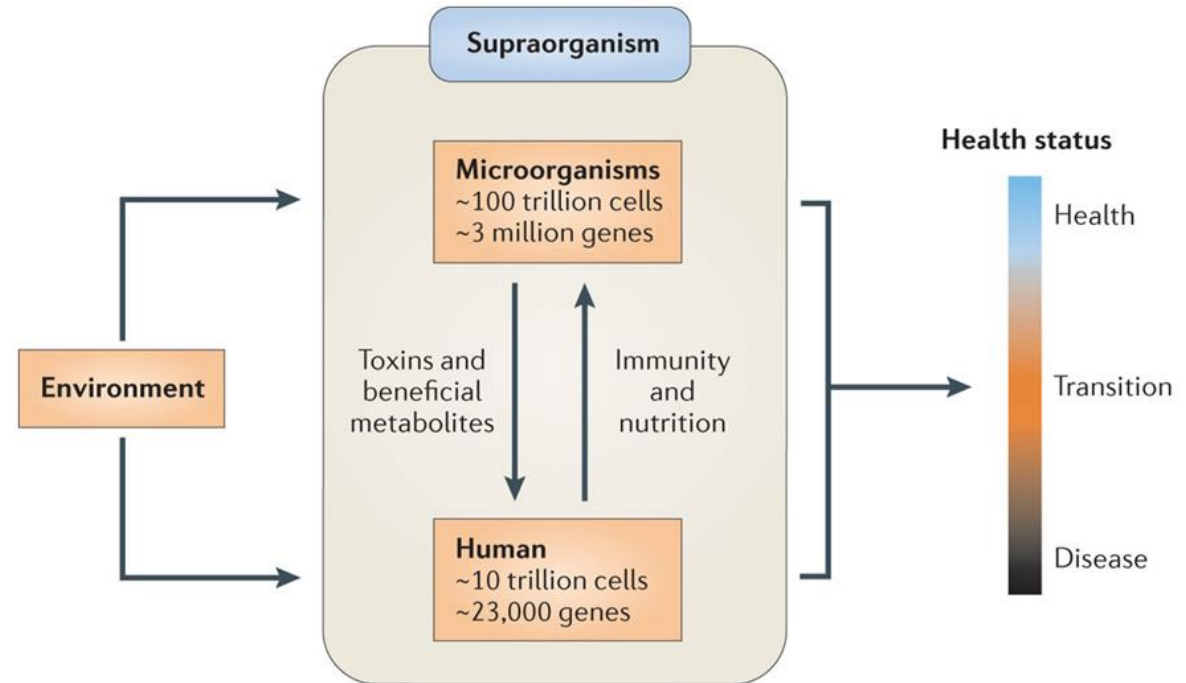 Supraorganism
Microorganisms
~100 trillion cells
~3 million genes
Environment
Toxins and
beneficial
metabolites
Immunity
and
nutrition
Human
~10 trillion cells
~23,000 genes
Health status
Health
Transition
Disease